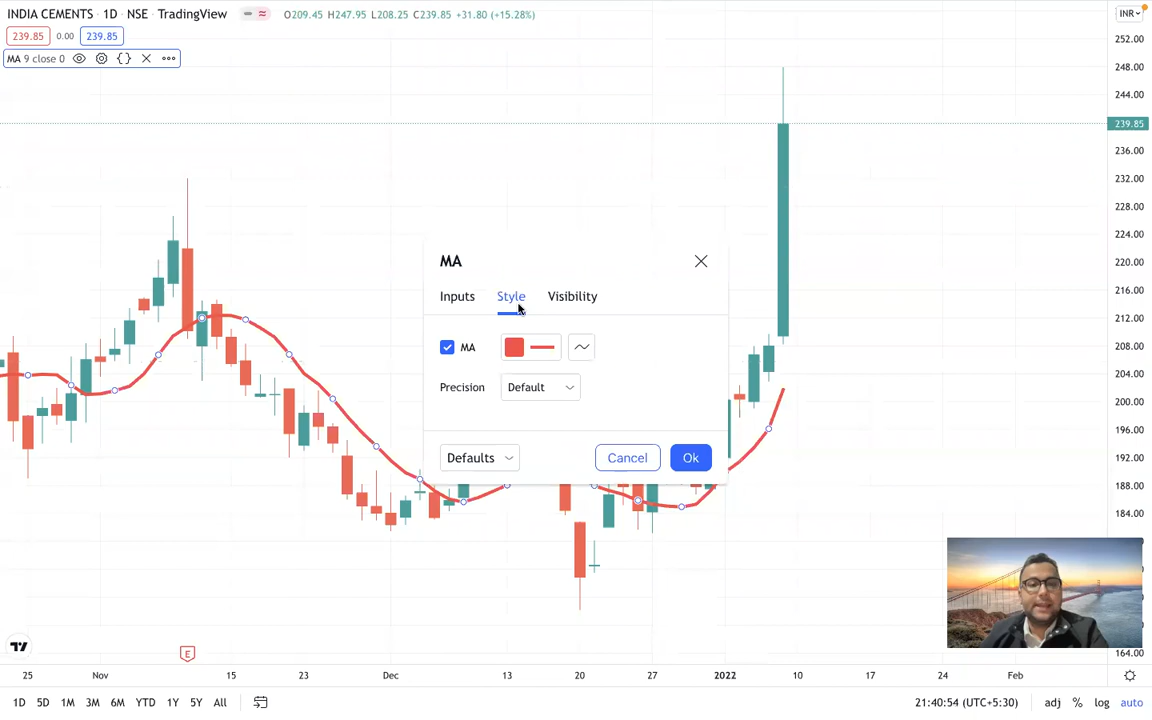 INDIA CEMENTS · 1D · NSE · TradingView O209.45 H247.95 L208.25 C239.85 +31.80 (+15.28%) INR
239.85 0.00 239.85
MA 9 close 0
252.00
248.00
244.00
239.85
236.00
232.00
228.00
224.00
220.00
216.00
212.00
208.00
204.00
200.00
196.00
192.00
188.00
184.00
164.00
MA
Inputs Style Visibility
MA
Precision Default
Defaults Cancel Ok
E
25 Nov 15 23 Dec 13 20 27 2022 10 17 24 Feb
1D 5D 1M 3M 6M YTD 1Y 5Y All 21:40:54 (UTC+5:30) adj % log auto